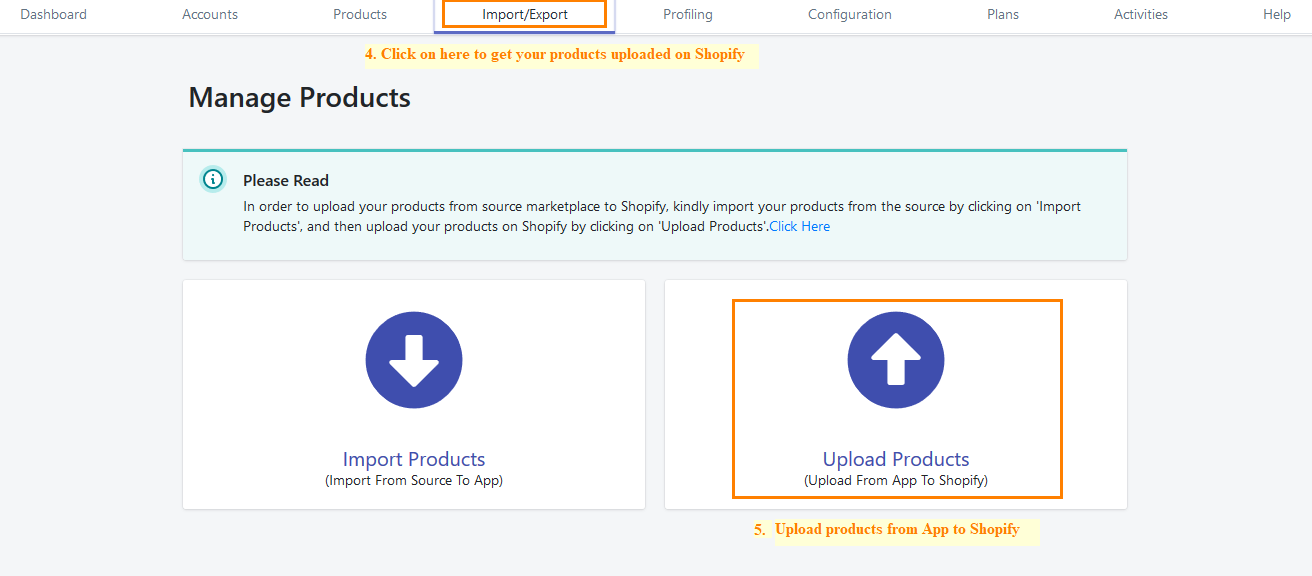 Dashboard Accounts Products Import/Export Profiling Configuration Plans Activities Help
4. Click on here to get your products uploaded on Shopify
Manage Products
Please Read
In order to upload your products from source marketplace to Shopify, kindly import your products from the source by clicking on 'Import
Products', and then upload your products on Shopify by clicking on 'Upload Products'.Click Here
Import Products
(Import From Source To App)
Upload Products
(Upload From App To Shopify)
5. Upload products from App to Shopify